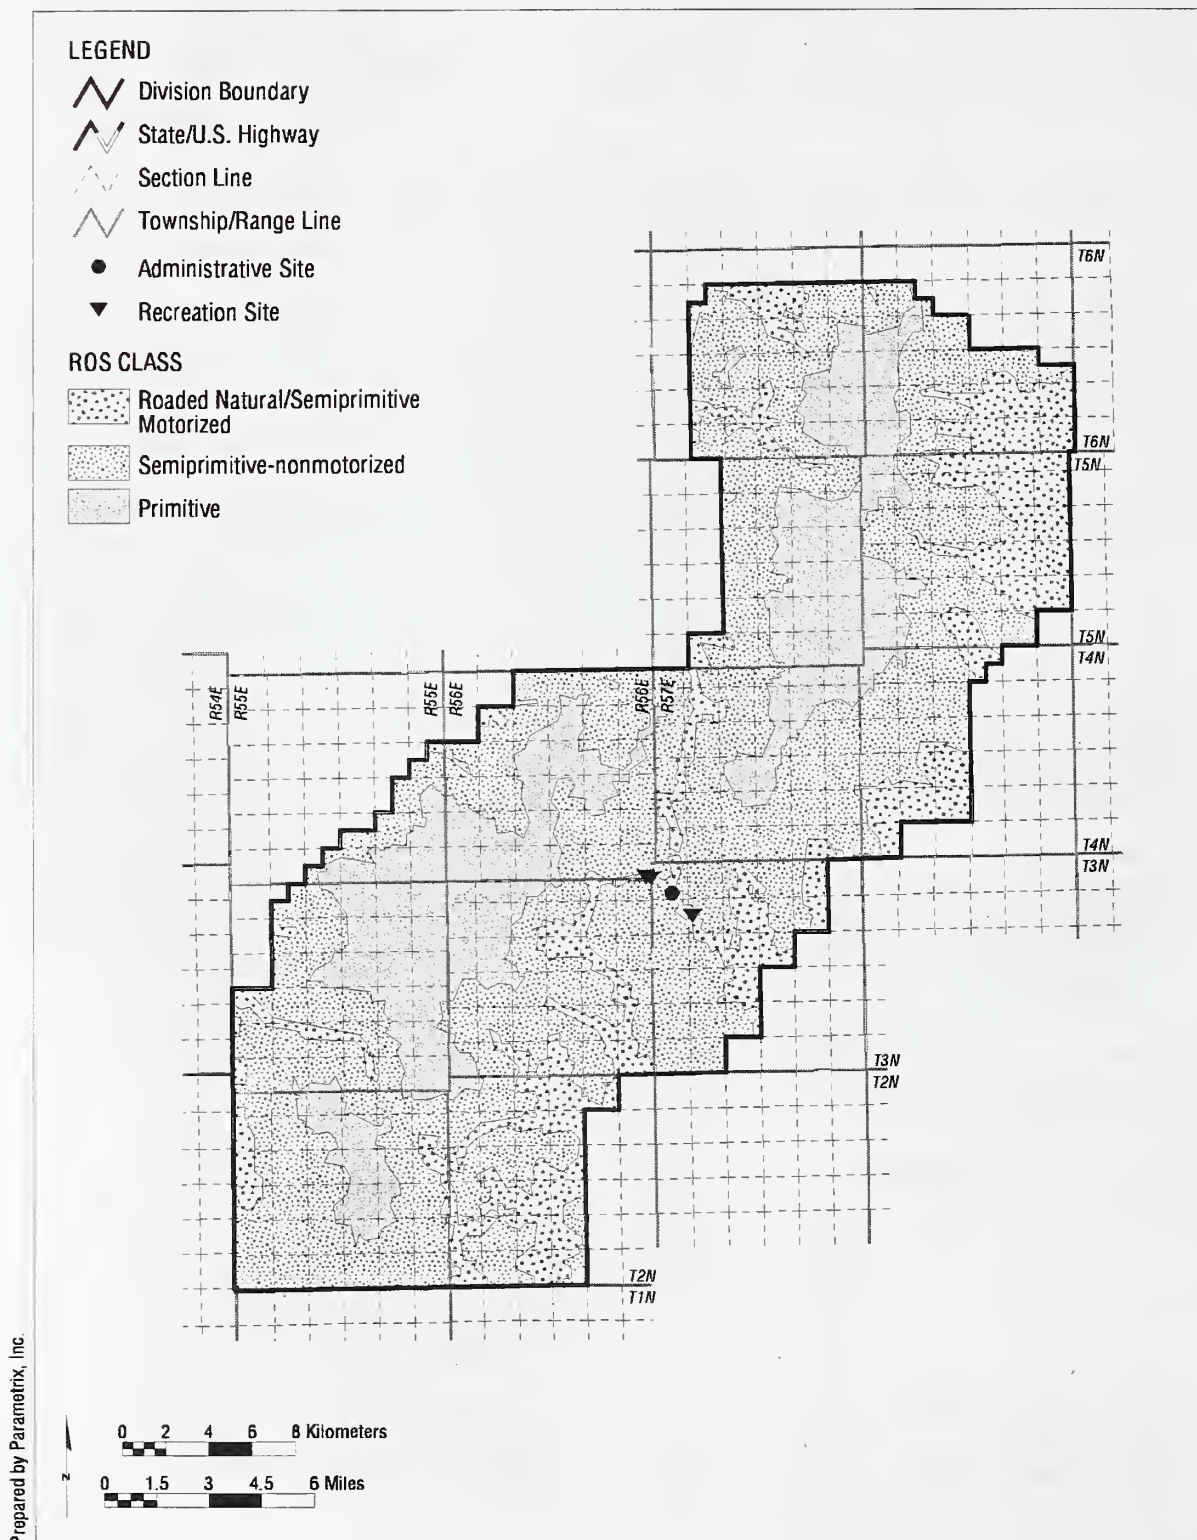 LEGEND
Division Boundary
State/U.S. Highway
Section Line
Township/Range Line
Administrative Site
Recreation Site
ROS CLASS
Roaded Natural/Semiprimitive
Motorized
Semiprimitive-nonmotorized
Primitive
T6N
T6N
T5N
T5N
T4N
R54E
R55E
R55E
R56E
R56E
R57E
T4N
T3N
T3N
T2N
T2N
T1N
Prepared by Parametrix, Inc.
N
0 2 4 6 8 Kilometers
0 1.5 3 4.5 6 Miles